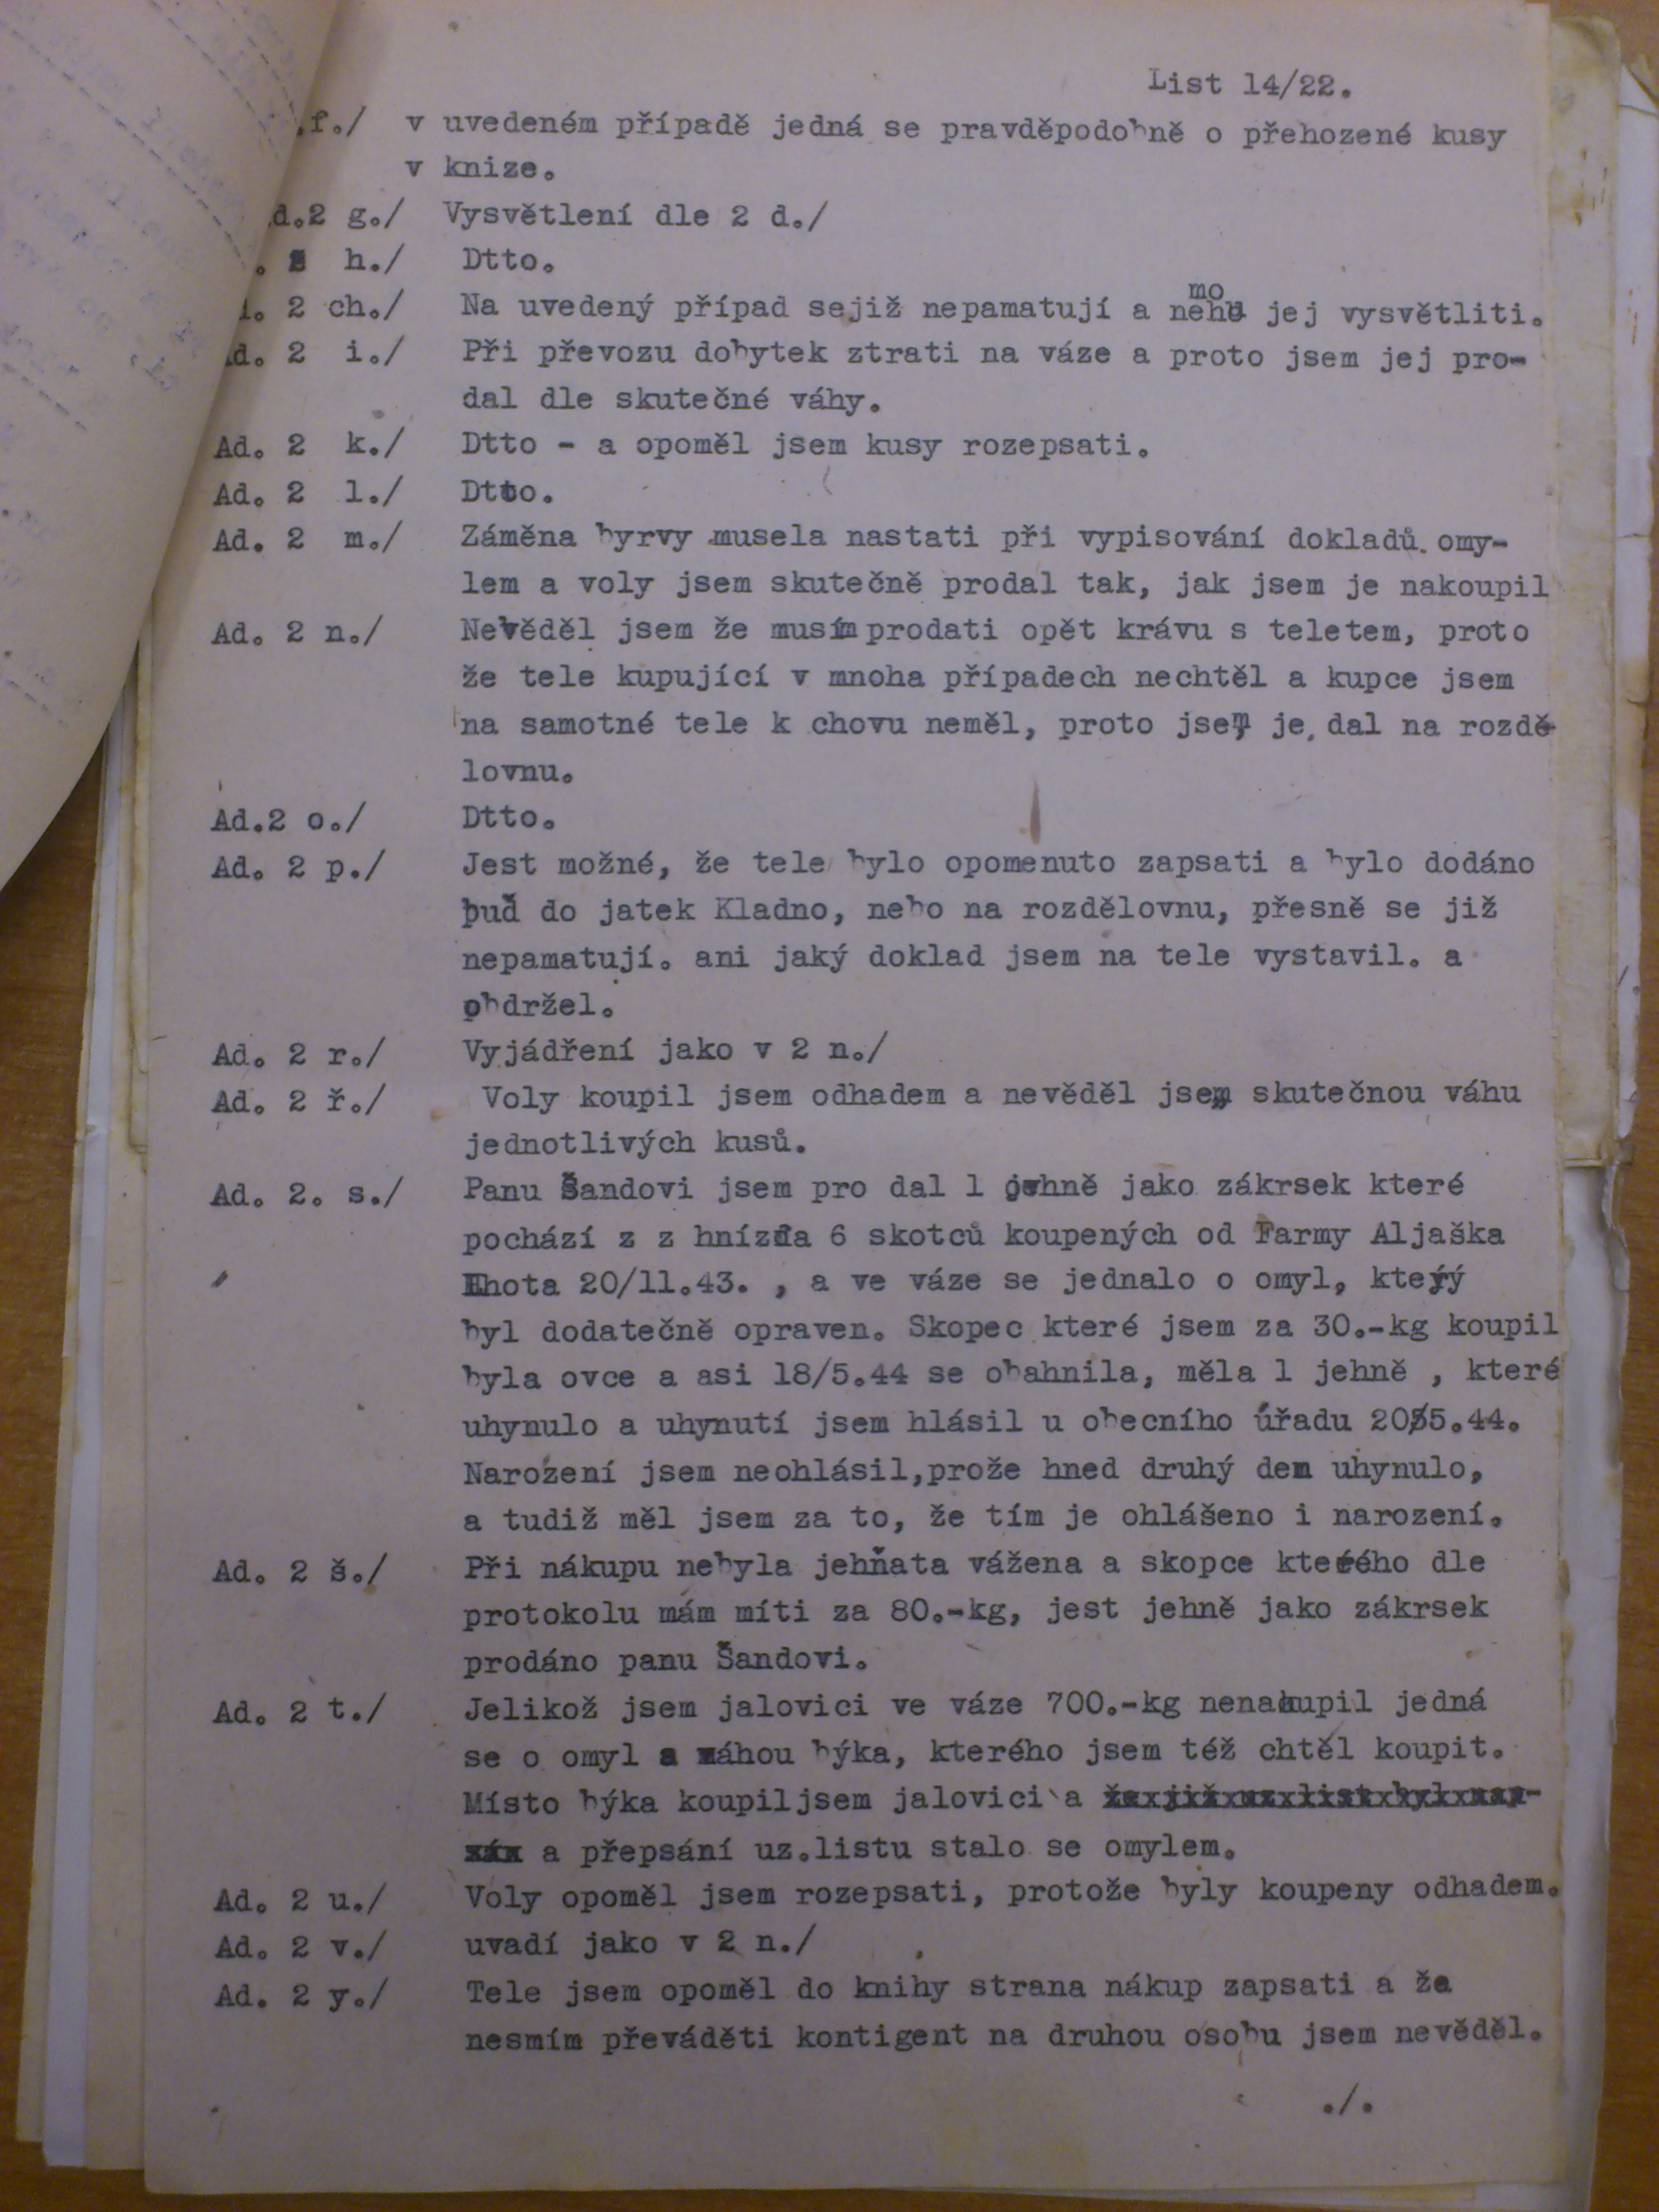 List 14/22.
.f./ v uvedeném případě jedná se pravděpodobně o přehozené kusy
v knize.
d.2 g./ Vysvětlení dle 2 d./
. 2 h./ Dtto.
d. 2 ch./ Na uvedený případ sejiž nepamatují a nemohu jej vysvětliti.
d. 2 i./ Při převozu dobytek ztrati na váze a proto jsem jej pro-
dal dle skutečné váhy.
Ad. 2 k./ Dtto - a opoměl jsem kusy rozepsati.
Ad. 2 l./ Dtto.
Ad. 2 m./ Záměna byrvy musela nastati při vypisování dokladů omy-
lem a voly jsem skutečně prodal tak, jak jsem je nakoupil
Ad. 2 n./ Nevěděl jsem že musím prodati opět krávu s teletem, proto
že tele kupující v mnoha případech nechtěl a kupce jsem
na samotné tele k chovu neměl, proto jsem je dal na rozdě-
lovnu.
Ad.2 o./ Dtto.
Ad. 2 p./ Jest možné, že tele bylo opomenuto zapsati a bylo dodáno
buď do jatek Kladno, nebo na rozdělovnu, přesně se již
nepamatují. ani jaký doklad jsem na tele vystavil. a
obdržel.
Ad. 2 r./ Vyjádření jako v 2 n./
Ad. 2 ř./ Voly koupil jsem odhadem a nevěděl jsem skutečnou váhu
jednotlivých kusů.
Ad. 2. s./ Panu Šandovi jsem pro dal 1 jehně jako zákrsek které
pochází z z hnízda 6 skotců koupených od Farmy Aljaška
Lhota 20/11.43. , a ve váze se jednalo o omyl, který
byl dodatečně opraven. Skopec které jsem za 30.-kg koupil
byla ovce a asi 18/5.44 se obahnila, měla 1 jehně , které
uhynulo a uhynutí jsem hlásil u obecního úřadu 20/5.44.
Narození jsem neohlásil,prože hned druhý den uhynulo,
a tudiž měl jsem za to, že tím je ohlášeno i narození.
Ad. 2 š./ Při nákupu nebyla jehňata vážena a skopce kterého dle
protokolu mám míti za 80.-kg, jest jehně jako zákrsek
prodáno panu Šandovi.
Ad. 2 t./ Jelikož jsem jalovici ve váze 700.-kg nenakupil jedná
se o omyl s váhou býka, kterého jsem též chtěl koupit.
Místo býka koupiljsem jalovici a
a přepsání uz.listu stalo se omylem.
Ad. 2 u./ Voly opoměl jsem rozepsati, protože byly koupeny odhadem.
Ad. 2 v./ uvadí jako v 2 n./
Ad. 2 y./ Tele jsem opoměl do knihy strana nákup zapsati a že
nesmím převáděti kontigent na druhou osobu jsem nevěděl.
./.